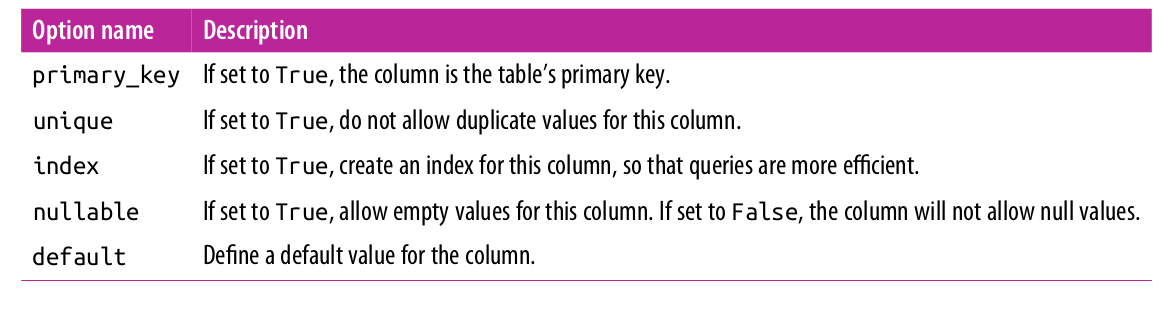 Option name Description
primary_key If set to True, the column is the table’s primary key.
unique If set to True, do not allow duplicate values for this column.
index If set to True, create an index for this column, so that queries are more efficient.
nullable If set to True, allow empty values for this column. If set to False, the column will not allow null values.
default Define a default value for the column.